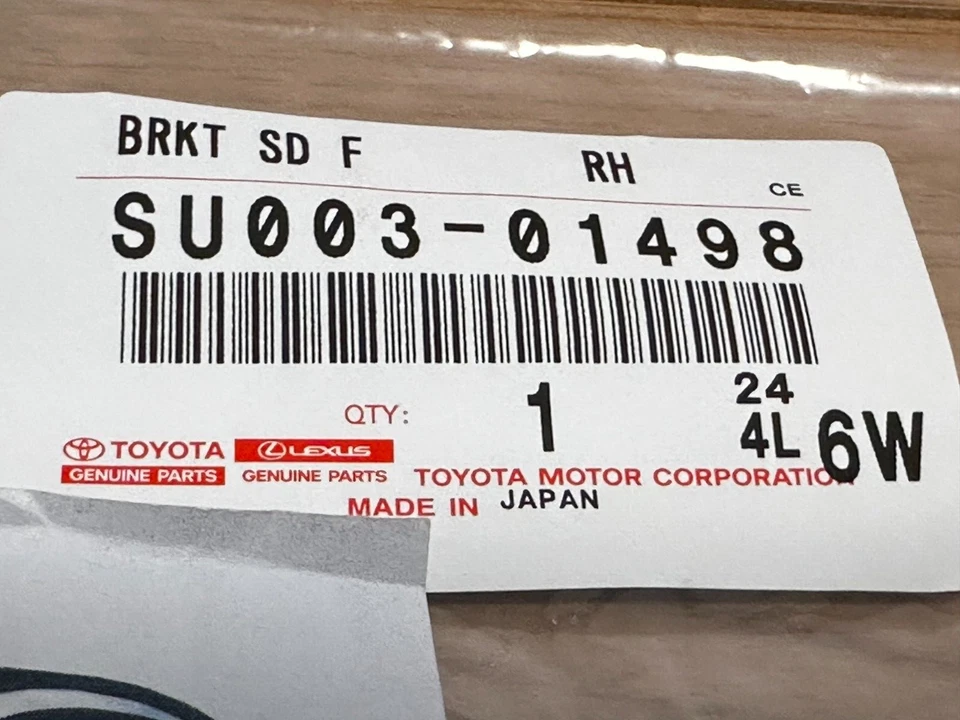 BRKT SD F RH
CE
SU003-01498
24
QTY: 1
4L 6W
TOYOTA LEXUS
GENUINE PARTS GENUINE PARTS TOYOTA MOTOR CORPORATION
MADE IN JAPAN